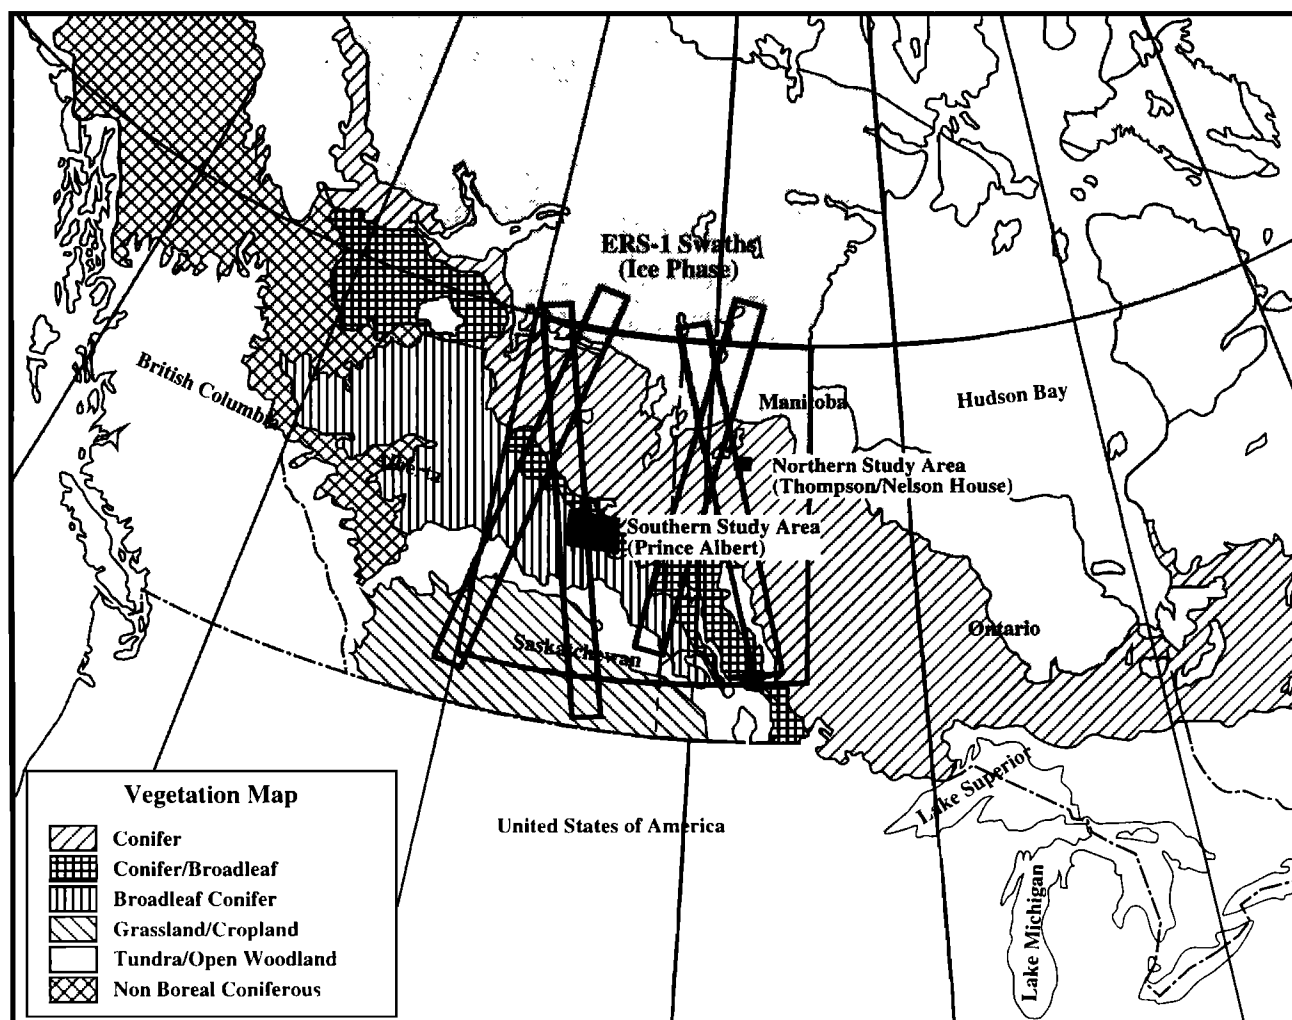 ERS-1 Swaths
(Ice Phase)
British Columbia
Manitoba
Hudson Bay
Alberta
Northern Study Area
(Thompson/Nelson House)
Southern Study Area
(Prince Albert)
Saskatchewan
Ontario
Vegetation Map
Conifer
Conifer/Broadleaf
Broadleaf Conifer
Grassland/Cropland
Tundra/Open Woodland
Non Boreal Coniferous
United States of America
Lake Superior
Lake Michigan